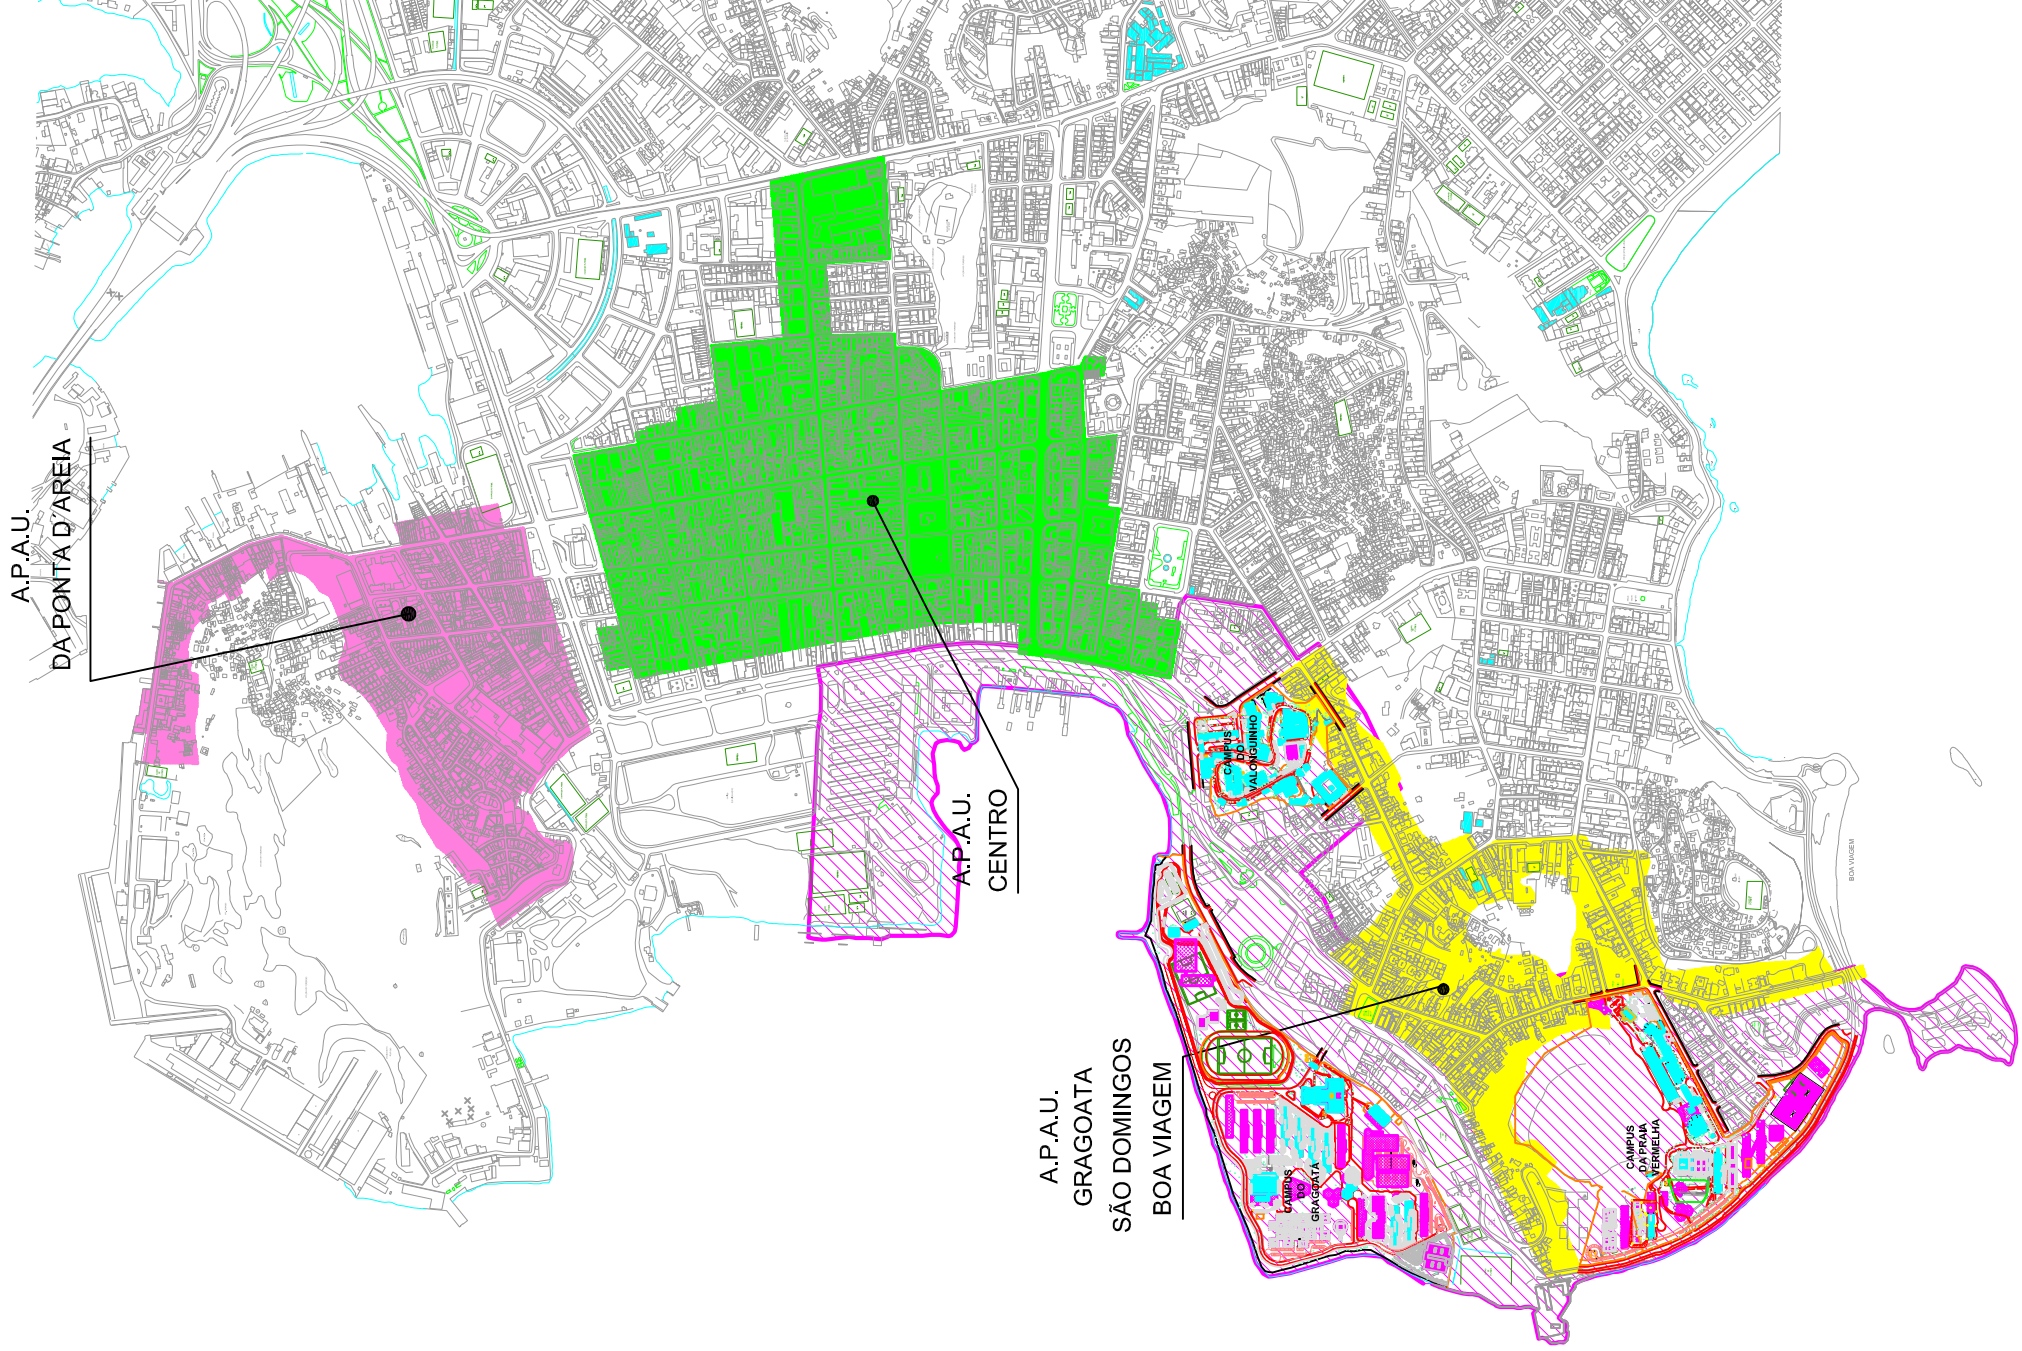 A.P.A.U.
DA PONTA D´AREIA
A.P.A.U.
CENTRO
A.P.A.U.
GRAGOATA
SÃO DOMINGOS
BOA VIAGEM
CAMPUS
DO
VALONGUINHO
CAMPUS
DO
GRAGOATÁ
CAMPUS
DA PRAIA
VERMELHA
BOA VIAGEM